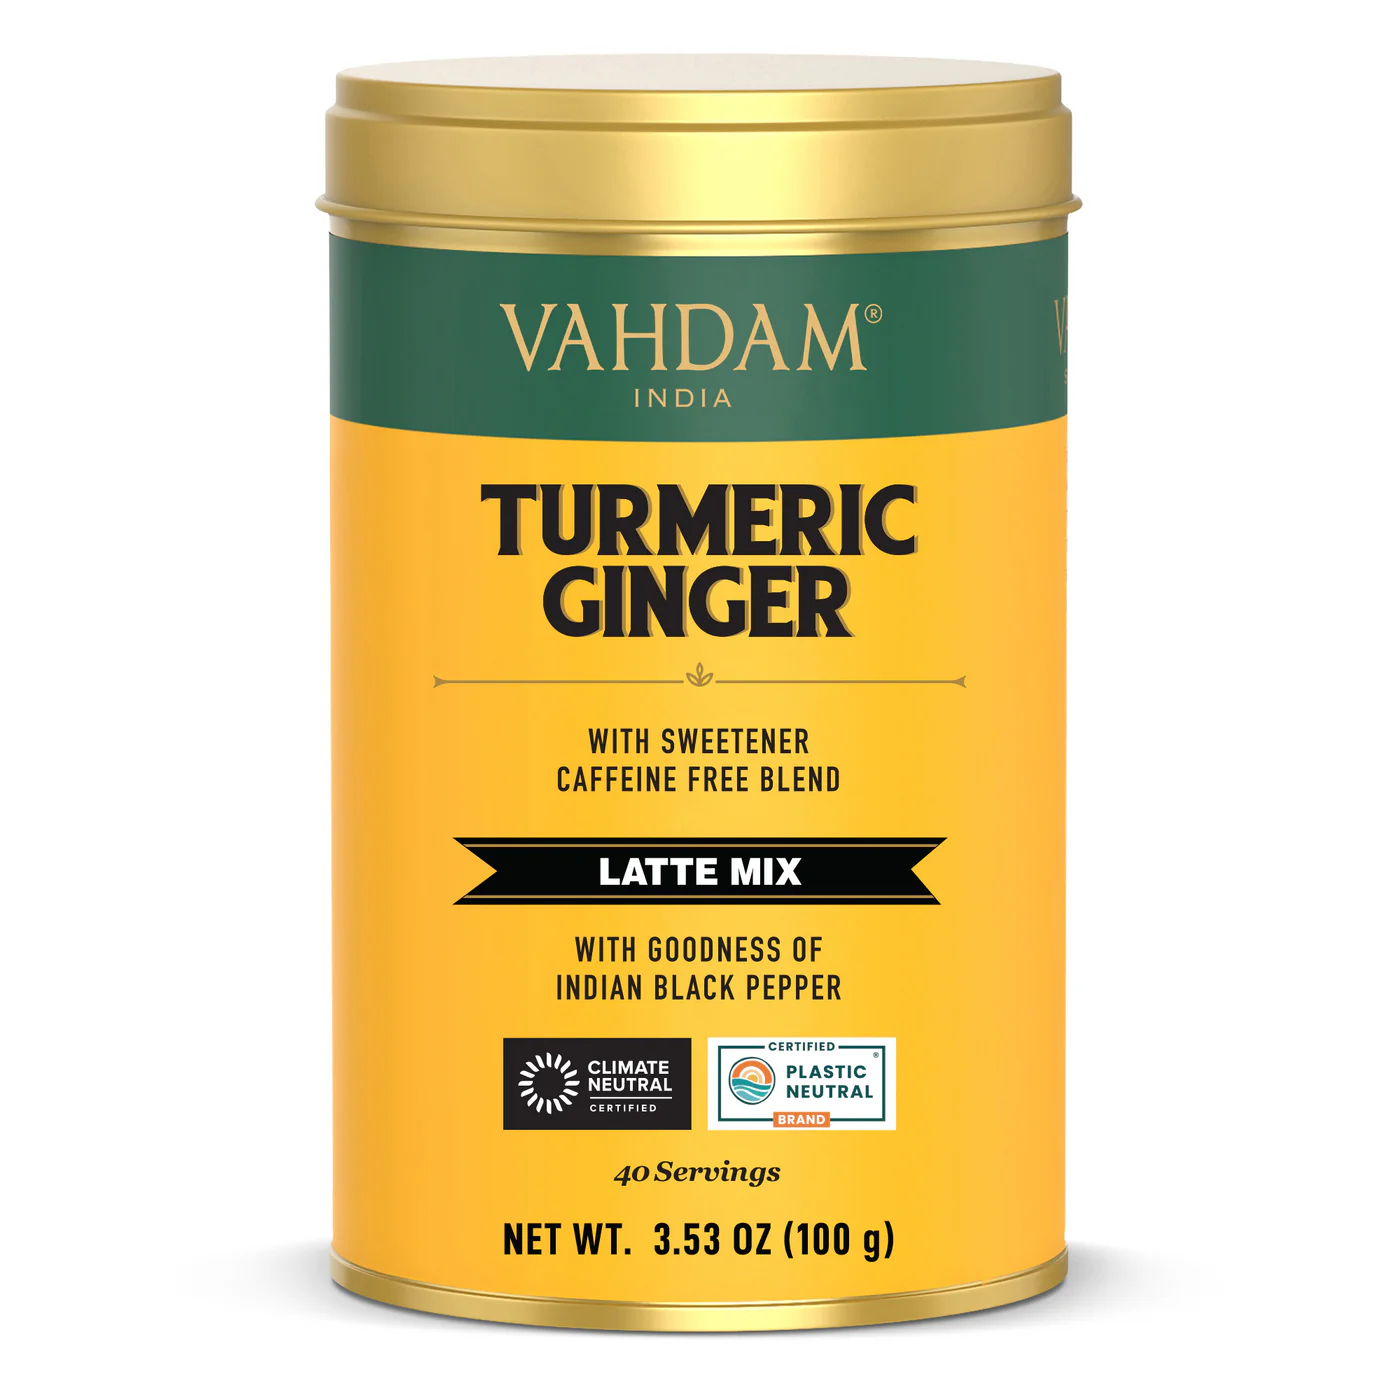 VAHDAM®
INDIA
TURMERIC
GINGER
WITH SWEETENER
CAFFEINE FREE BLEND
LATTE MIX
WITH GOODNESS OF
INDIAN BLACK PEPPER
CLIMATE
NEUTRAL
CERTIFIED
CERTIFIED
PLASTIC
NEUTRAL
®
BRAND
40 Servings
NET WT. 3.53 OZ (100 g)